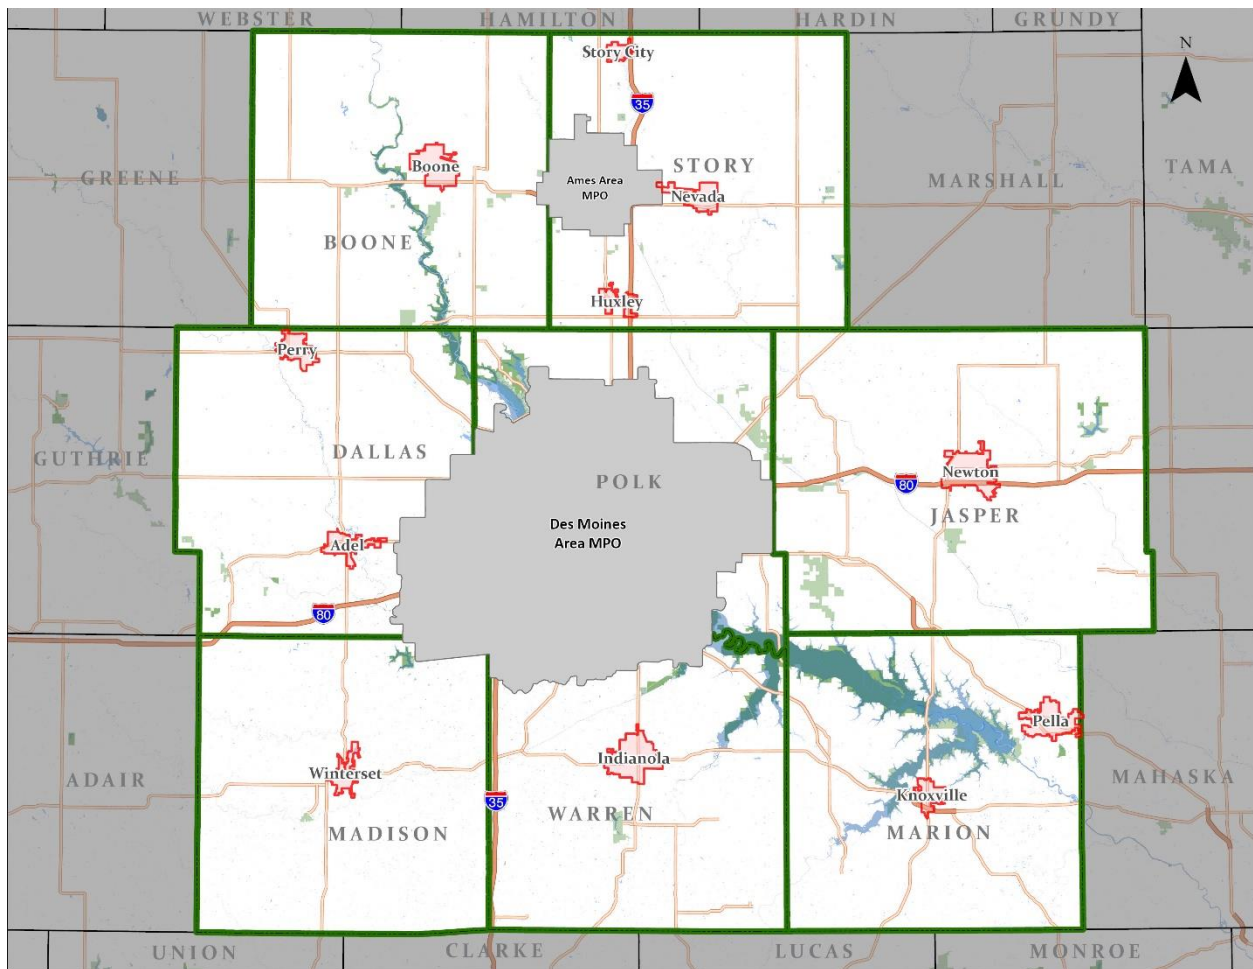 WEBSTER
HAMILTON
HARDIN
GRUNDY
Story City
N
35
Boone
GREENE
Ames Area
MPO
STORY
Nevada
MARSHALL
TAMA
BOONE
Huxley
Perry
DALLAS
GUTHRIE
POLK
Newton
80
JASPER
Des Moines
Area MPO
Adel
80
Pella
Indianola
Winterset
ADAIR
MAHASKA
Knoxville
35
WARREN
MADISON
MARION
UNION
CLARKE
LUCAS
MONROE